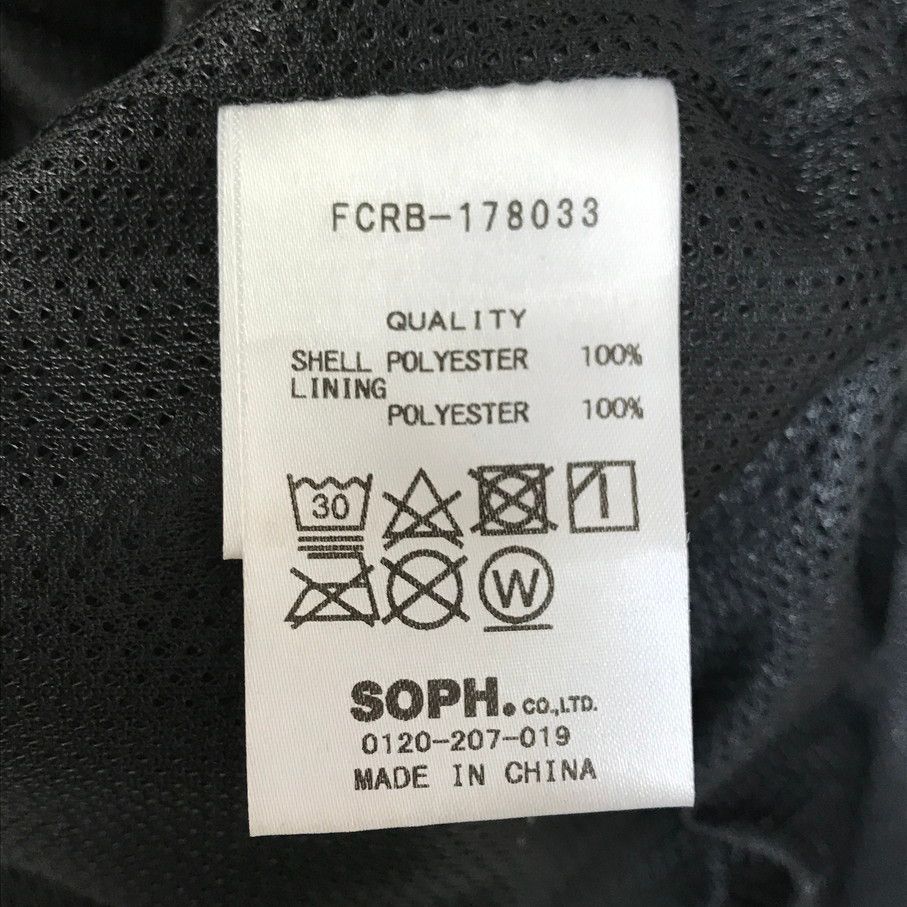 FCRB-178033
QUALITY
SHELL POLYESTER 100%
LINING
POLYESTER 100%
30
W
SOPH. CO.,LTD.
0120-207-019
MADE IN CHINA